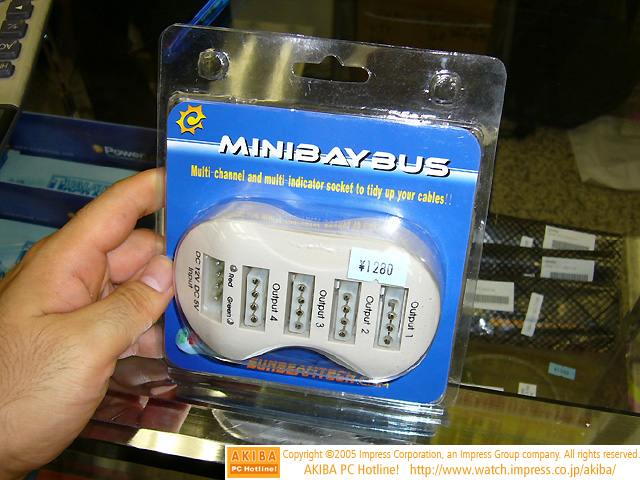 MINIBAYBUS
Multi-channel and multi-indicator socket to tidy up your cables!!
¥1280
Output 1
Output 2
Output 3
Output 4
Red
Green
DC 12V DC 5V
Input
SUNBEAMTECH.COM
Power
AKIBA
PC Hotline!
Copyright ©2005 Impress Corporation, an Impress Group company. All rights reserved.
AKIBA PC Hotline! http://www.watch.impress.co.jp/akiba/